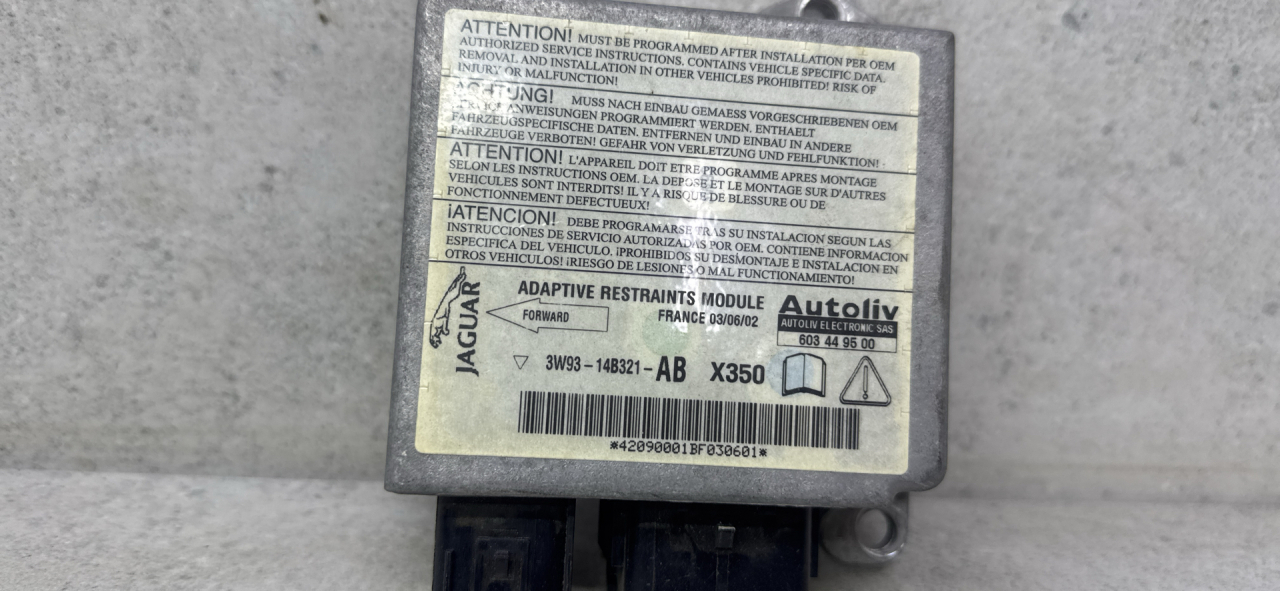 ATTENTION! MUST BE PROGRAMMED AFTER INSTALLATION PER OEM
AUTHORIZED SERVICE INSTRUCTIONS. CONTAINS VEHICLE SPECIFIC DATA.
REMOVAL AND INSTALLATION IN OTHER VEHICLES PROHIBITED! RISK OF
INJURY OR MALFUNCTION!
ACHTUNG! MUSS NACH EINBAU GEMAESS VORGESCHRIEBENEN OEM
ANWEISUNGEN PROGRAMMIERT WERDEN. ENTHAELT
FAHRZEUGSPEZIFISCHE DATEN. ENTFERNEN UND EINBAU IN ANDERE
FAHRZEUGE VERBOTEN! GEFAHR VON VERLETZUNG UND FEHLFUNKTION!
ATTENTION! L'APPAREIL DOIT ETRE PROGRAMME APRES MONTAGE
SELON LES INSTRUCTIONS OEM. LA DEPOSE ET LE MONTAGE SUR D'AUTRES
VEHICULES SONT INTERDITS! IL Y A RISQUE DE BLESSURE OU DE
FONCTIONNEMENT DEFECTUEUX!
¡ATENCION! DEBE PROGRAMARSE TRAS SU INSTALACION SEGUN LAS
INSTRUCCIONES DE SERVICIO AUTORIZADAS POR OEM. CONTIENE INFORMACION
ESPECIFICA DEL VEHICULO. ¡PROHIBIDOS SU DESMONTAJE E INSTALACION EN
OTROS VEHICULOS! ¡RIESGO DE LESIONES O MAL FUNCTIONAMIENTO!
JAGUAR
ADAPTIVE RESTRAINTS MODULE
FORWARD
FRANCE 03/06/02
Autoliv
AUTOLIV ELECTRONIC SAS
603 44 95 00
3W93-14B321-AB X350
*42090001BF030601*